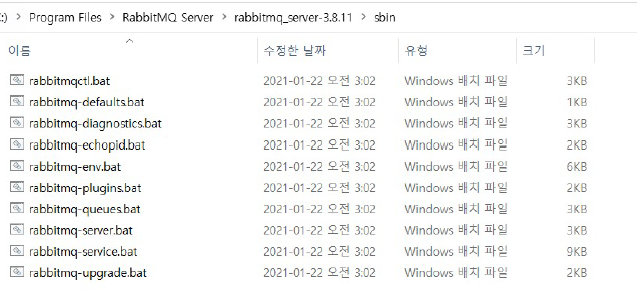 :) > Program Files > RabbitMQ Server > rabbitmq_server-3.8.11 > sbin
이름 수정한 날짜 유형 크기
rabbitmqctl.bat 2021-01-22 오전 3:02 Windows 배치 파일 3KB
rabbitmq-defaults.bat 2021-01-22 오전 3:02 Windows 배치 파일 1KB
rabbitmq-diagnostics.bat 2021-01-22 오전 3:02 Windows 배치 파일 3KB
rabbitmq-echopid.bat 2021-01-22 오전 3:02 Windows 배치 파일 2KB
rabbitmq-env.bat 2021-01-22 오전 3:02 Windows 배치 파일 6KB
rabbitmq-plugins.bat 2021-01-22 오전 3:02 Windows 배치 파일 2KB
rabbitmq-queues.bat 2021-01-22 오전 3:02 Windows 배치 파일 3KB
rabbitmq-server.bat 2021-01-22 오전 3:02 Windows 배치 파일 3KB
rabbitmq-service.bat 2021-01-22 오전 3:02 Windows 배치 파일 9KB
rabbitmq-upgrade.bat 2021-01-22 오전 3:02 Windows 배치 파일 2KB